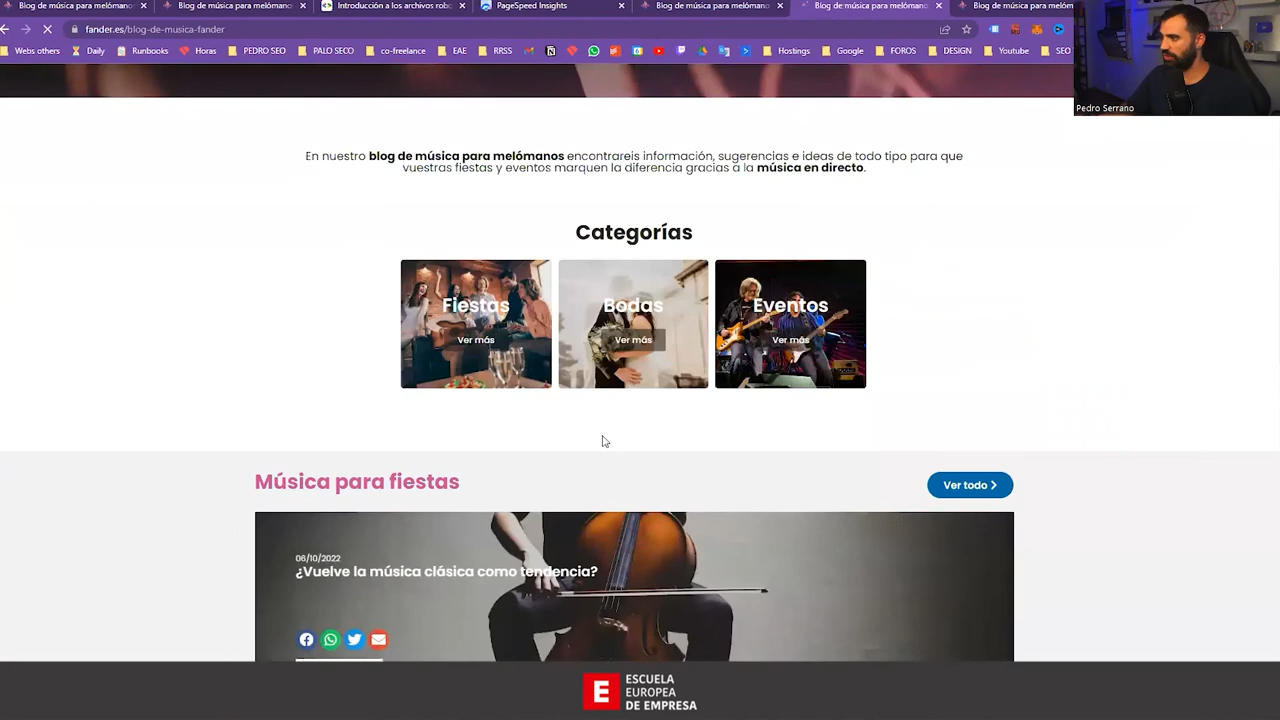 Blog de música para melómano
Blog de música para melómano
Introducción a los archivos rob
PageSpeed Insights
Blog de música para melóman
Blog de música para melóman
Blog de música para melóm
fander.es/blog-de-musica-fander
Webs others
Daily
Runbooks
Horas
PEDRO SEO
PALO SECO
co-freelance
EAE
RRSS
Hostings
Google
FOROS
DESIGN
Youtube
SEO
Pedro Serrano
En nuestro blog de música para melómanos encontrareis información, sugerencias e ideas de todo tipo para que
vuestras fiestas y eventos marquen la diferencia gracias a la música en directo.
Categorías
Fiestas
Ver más
Bodas
Ver más
Eventos
Ver más
Música para fiestas
Ver todo
06/10/2022
¿Vuelve la música clásica como tendencia?
E
ESCUELA
EUROPEA
DE EMPRESA